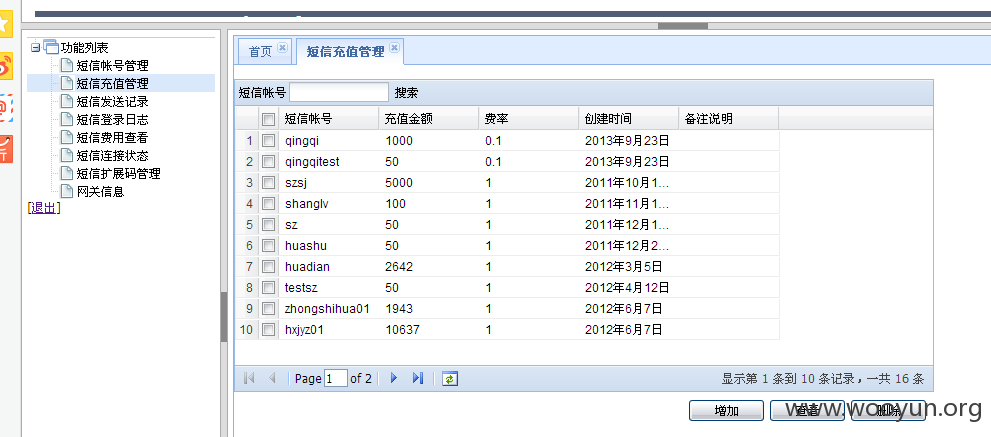 功能列表
短信帐号管理
短信充值管理
短信发送记录
短信登录日志
短信费用查看
短信连接状态
短信扩展码管理
网关信息
[退出]
首页 短信充值管理
短信帐号 搜索
短信帐号 充值金额 费率 创建时间 备注说明
1 qingqi 1000 0.1 2013年9月23日
2 qingqitest 50 0.1 2013年9月23日
3 szsj 5000 1 2011年10月1...
4 shanglv 100 1 2011年11月1...
5 sz 50 1 2011年12月1...
6 huashu 50 1 2011年12月2...
7 huadian 2642 1 2012年3月5日
8 testsz 50 1 2012年4月12日
9 zhongshihua01 1943 1 2012年6月7日
10 hxjyz01 10637 1 2012年6月7日
Page 1 of 2 显示第 1 条到 10 条记录，一共 16 条
增加 删除
www.wooyun.org